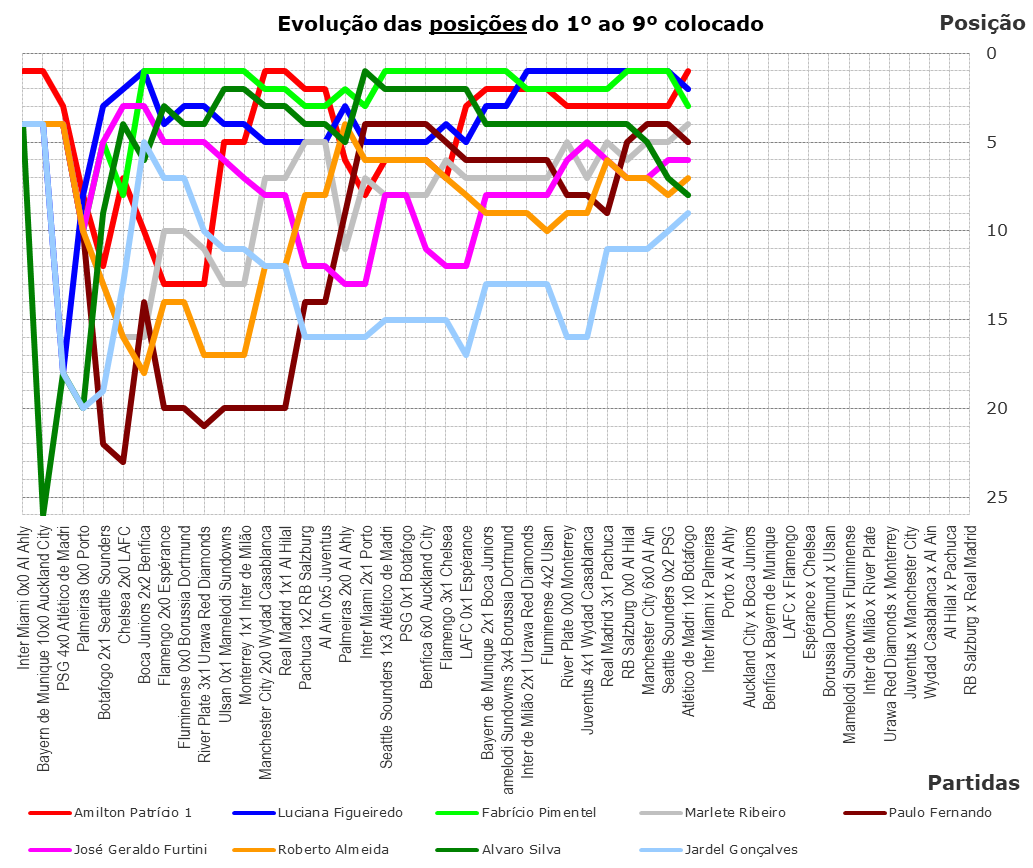 Evolução das posições do 1º ao 9º colocado
Posição
0
5
10
15
20
25
Inter Miami 0x0 Al Ahly
Bayern de Munique 10x0 Auckland City
PSG 4x0 Atlético de Madri
Palmeiras 0x0 Porto
Botafogo 2x1 Seattle Sounders
Chelsea 2x0 LAFC
Boca Juniors 2x2 Benfica
Flamengo 2x0 Espérance
Fluminense 0x0 Borussia Dortmund
River Plate 3x1 Urawa Red Diamonds
Ulsan 0x1 Mamelodi Sundowns
Monterrey 1x1 Inter de Milão
Manchester City 2x0 Wydad Casablanca
Real Madrid 1x1 Al Hilal
Pachuca 1x2 RB Salzburg
Al Ain 0x5 Juventus
Palmeiras 2x0 Al Ahly
Inter Miami 2x1 Porto
Seattle Sounders 1x3 Atlético de Madri
PSG 0x1 Botafogo
Benfica 6x0 Auckland City
Flamengo 3x1 Chelsea
LAFC 0x1 Espérance
Bayern de Munique 2x1 Boca Juniors
amelodi Sundowns 3x4 Borussia Dortmund
Inter de Milão 2x1 Urawa Red Diamonds
Fluminense 4x2 Ulsan
River Plate 0x0 Monterrey
Juventus 4x1 Wydad Casablanca
Real Madrid 3x1 Pachuca
RB Salzburg 0x0 Al Hilal
Manchester City 6x0 Al Ain
Seattle Sounders 0x2 PSG
Atlético de Madri 1x0 Botafogo
Inter Miami x Palmeiras
Porto x Al Ahly
Auckland City x Boca Juniors
Benfica x Bayern de Munique
LAFC x Flamengo
Espérance x Chelsea
Borussia Dortmund x Ulsan
Mamelodi Sundowns x Fluminense
Inter de Milão x River Plate
Urawa Red Diamonds x Monterrey
Juventus x Manchester City
Wydad Casablanca x Al Ain
Al Hilal x Pachuca
RB Salzburg x Real Madrid
Partidas
Amilton Patrício 1
Luciana Figueiredo
Fabrício Pimentel
Marlete Ribeiro
Paulo Fernando
José Geraldo Furtini
Roberto Almeida
Alvaro Silva
Jardel Gonçalves